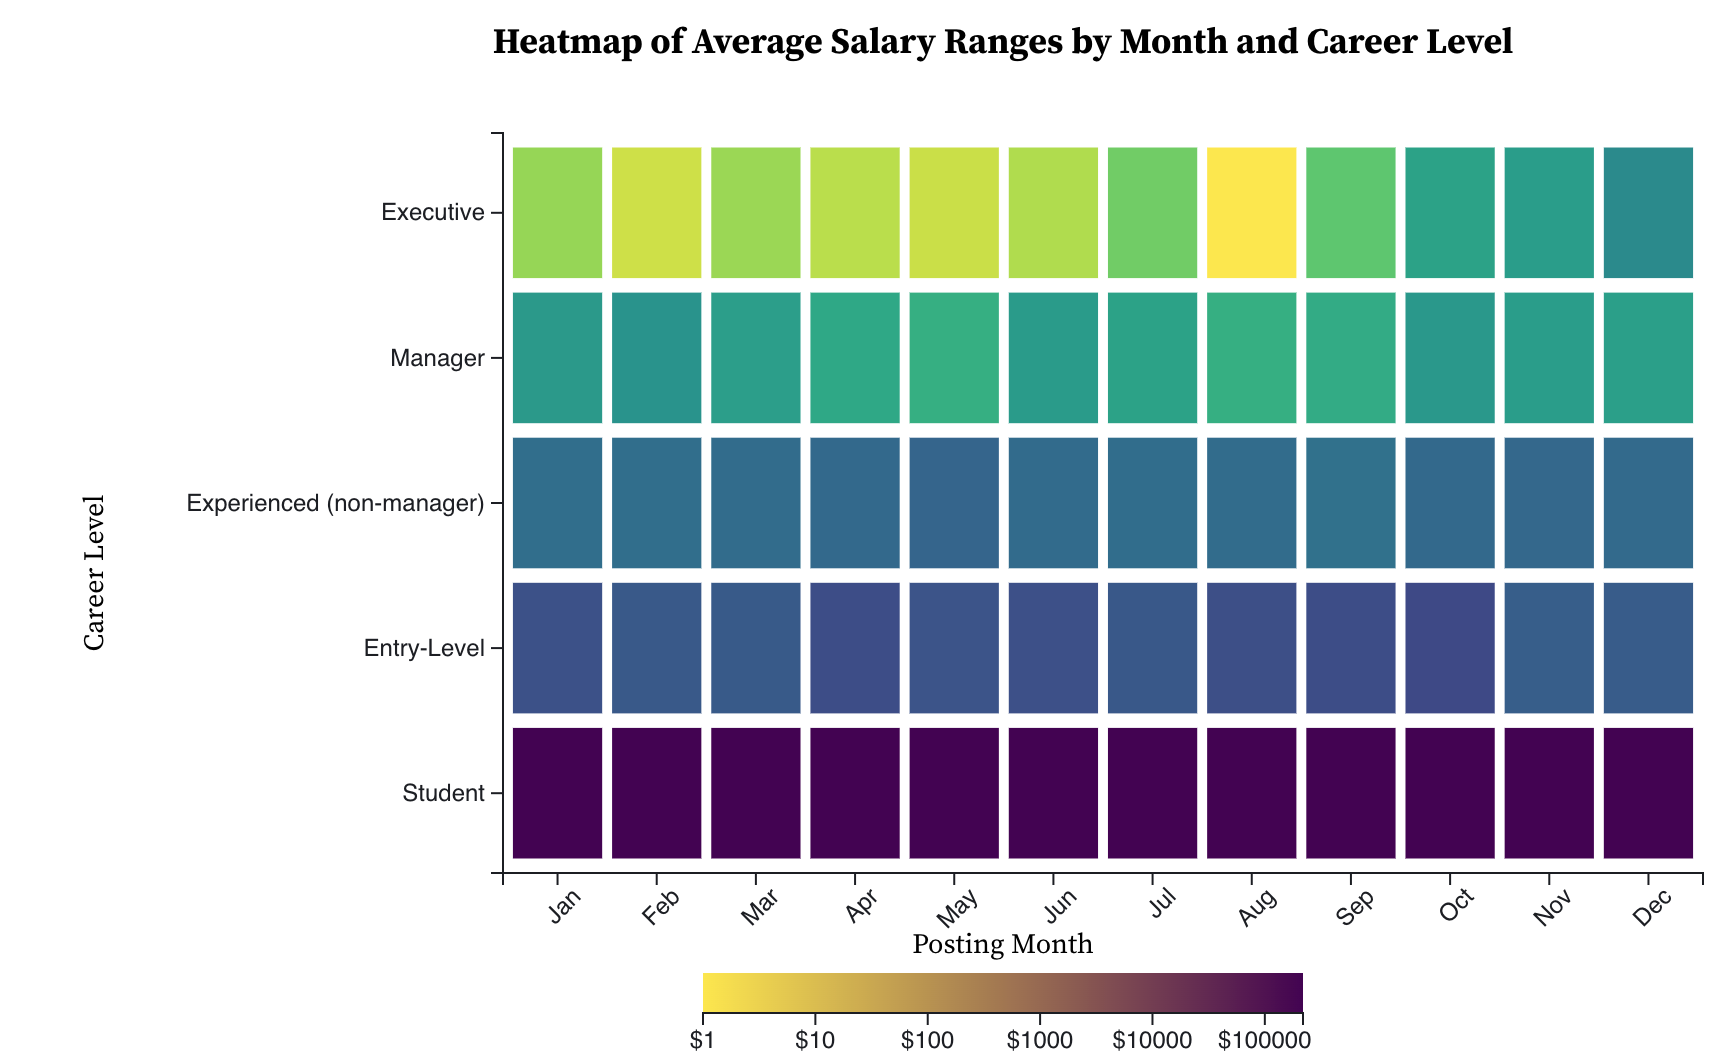 Heatmap of Average Salary Ranges by Month and Career Level
Career Level
Executive
Manager
Experienced (non-manager)
Entry-Level
Student
Jan Feb Mar Apr May Jun Jul Aug Sep Oct Nov Dec
Posting Month
$1 $10 $100 $1000 $10000 $100000